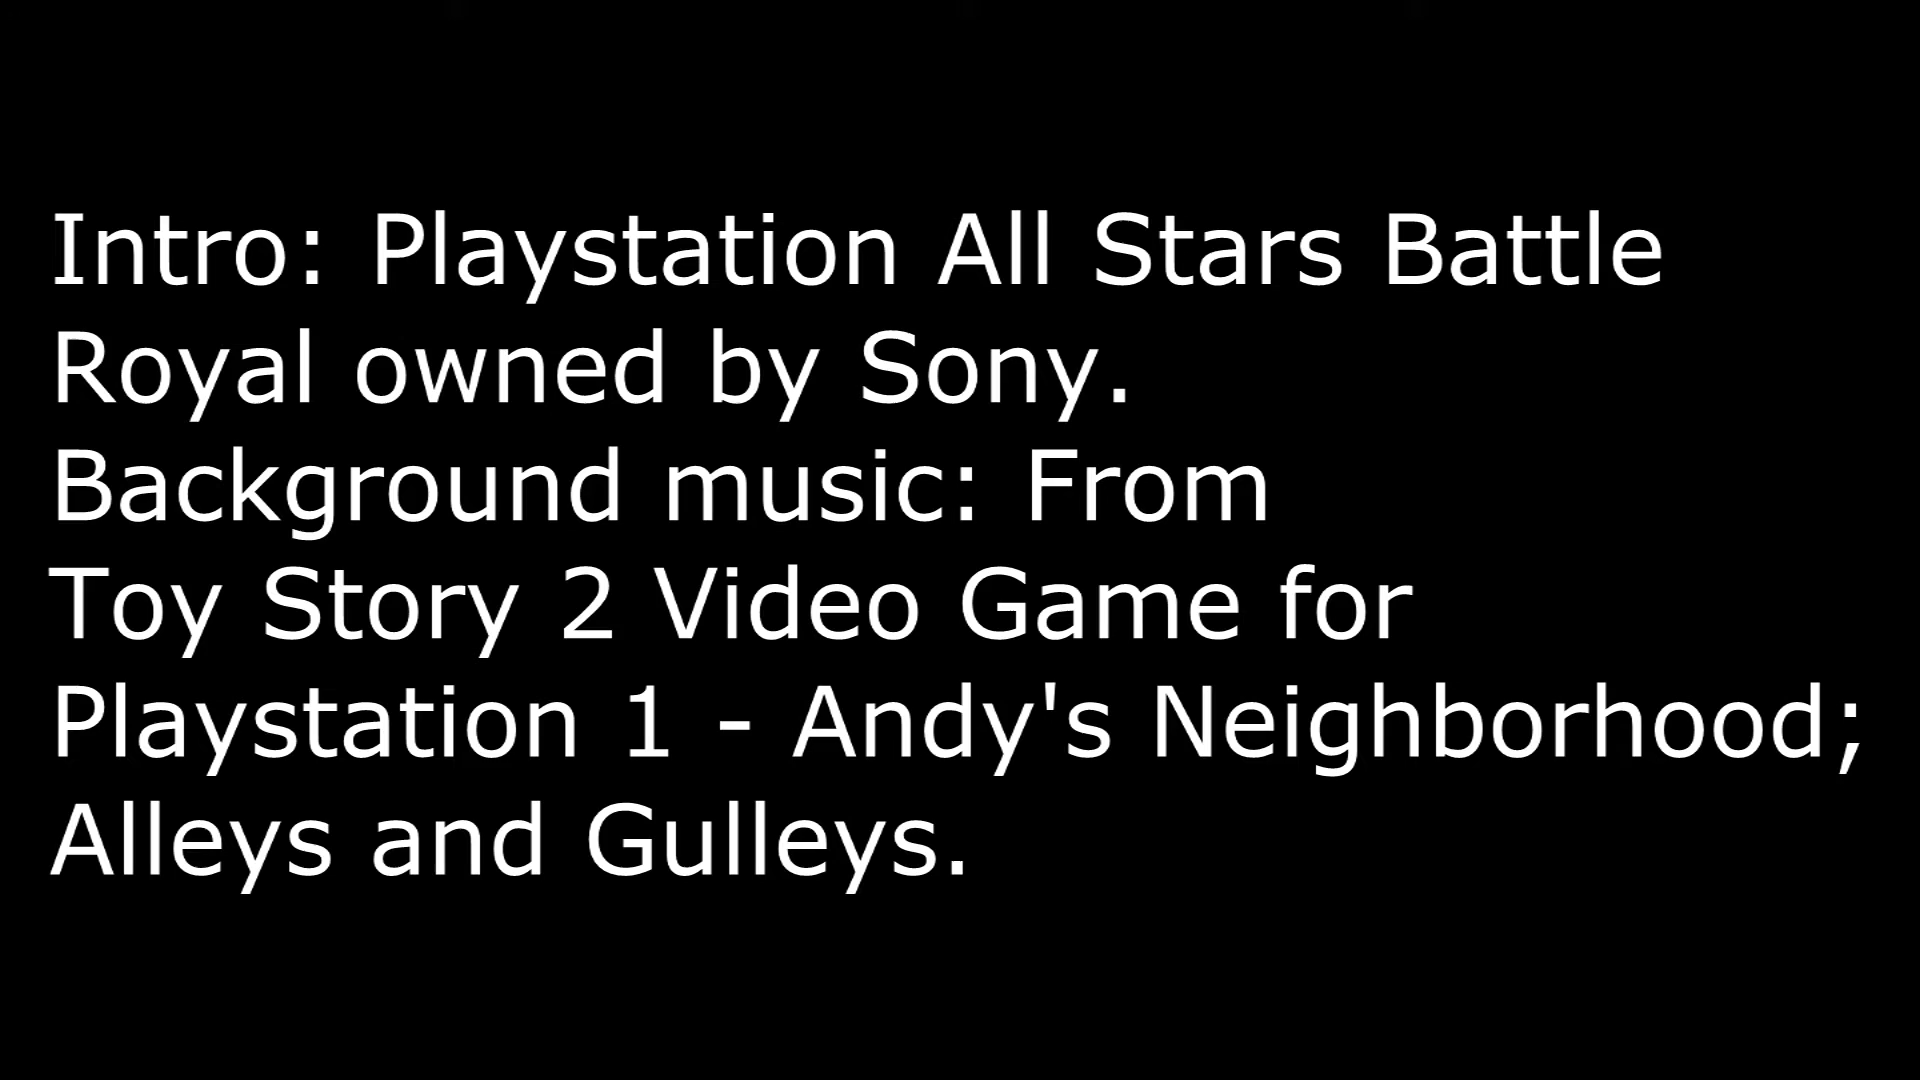 Intro: Playstation All Stars Battle
Royal owned by Sony.
Background music: From
Toy Story 2 Video Game for
Playstation 1 - Andy's Neighborhood;
Alleys and Gulleys.